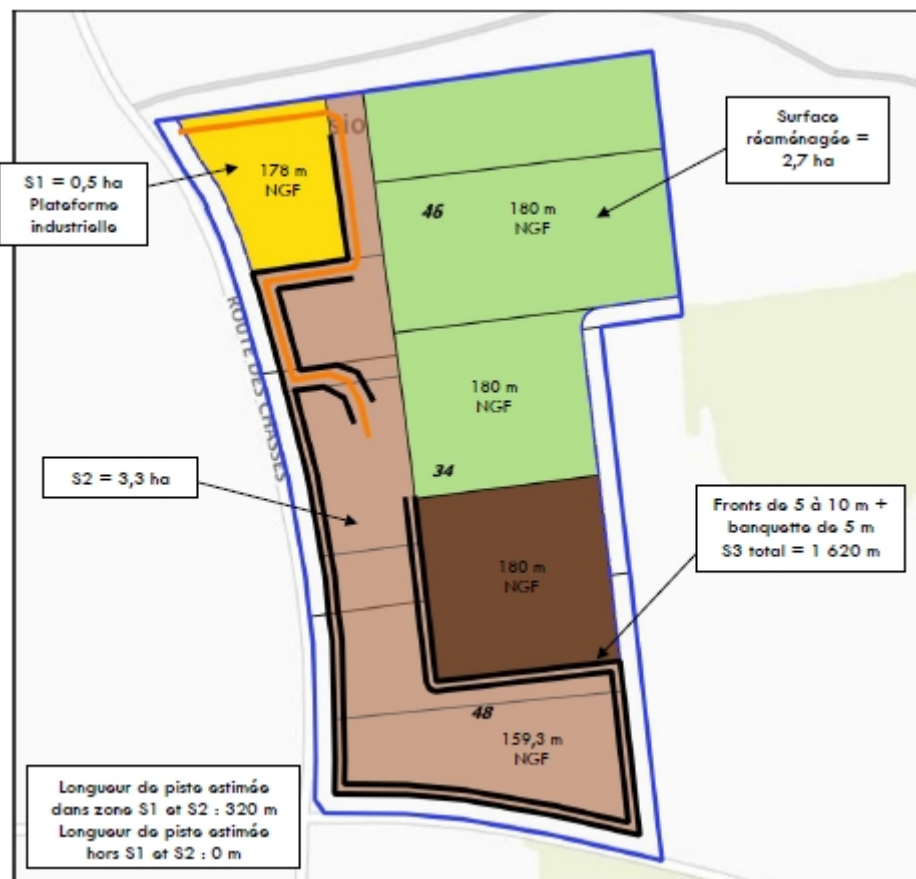 sio
Surface
réaménagée =
2,7 ha
178 m
NGF
S1 = 0,5 ha
Plateforme
industrielle
46
180 m
NGF
ROUTE DES CHASSES
180 m
NGF
34
S2 = 3,3 ha
Fronts de 5 à 10 m +
banquette de 5 m
S3 total = 1 620 m
180 m
NGF
48
159,3 m
NGF
Longueur de piste estimée
dans zone S1 et S2 : 320 m
Longueur de piste estimée
hors S1 et S2 : 0 m